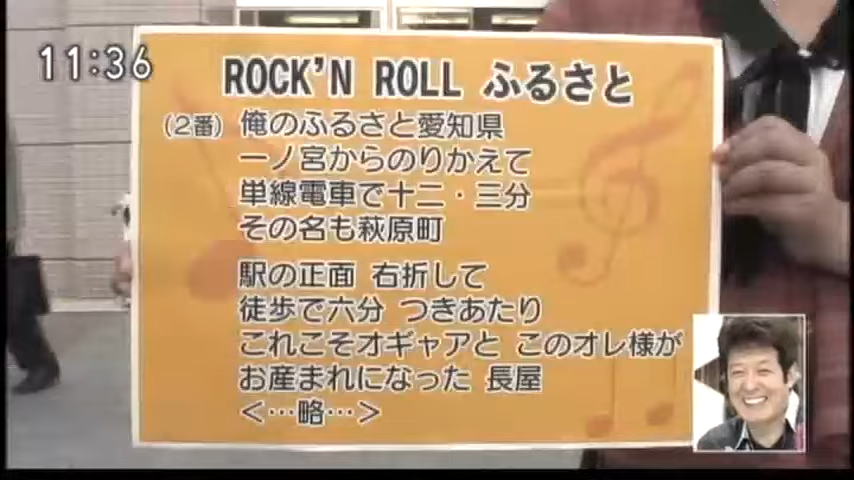 11:36
ROCK'N ROLL ふるさと
(2番) 俺のふるさと愛知県
一ノ宮からのりかえて
単線電車で十二・三分
その名も萩原町
駅の正面 右折して
徒歩で六分 つきあたり
これこそオギャアと このオレ様が
お産まれになった 長屋
<…略…>